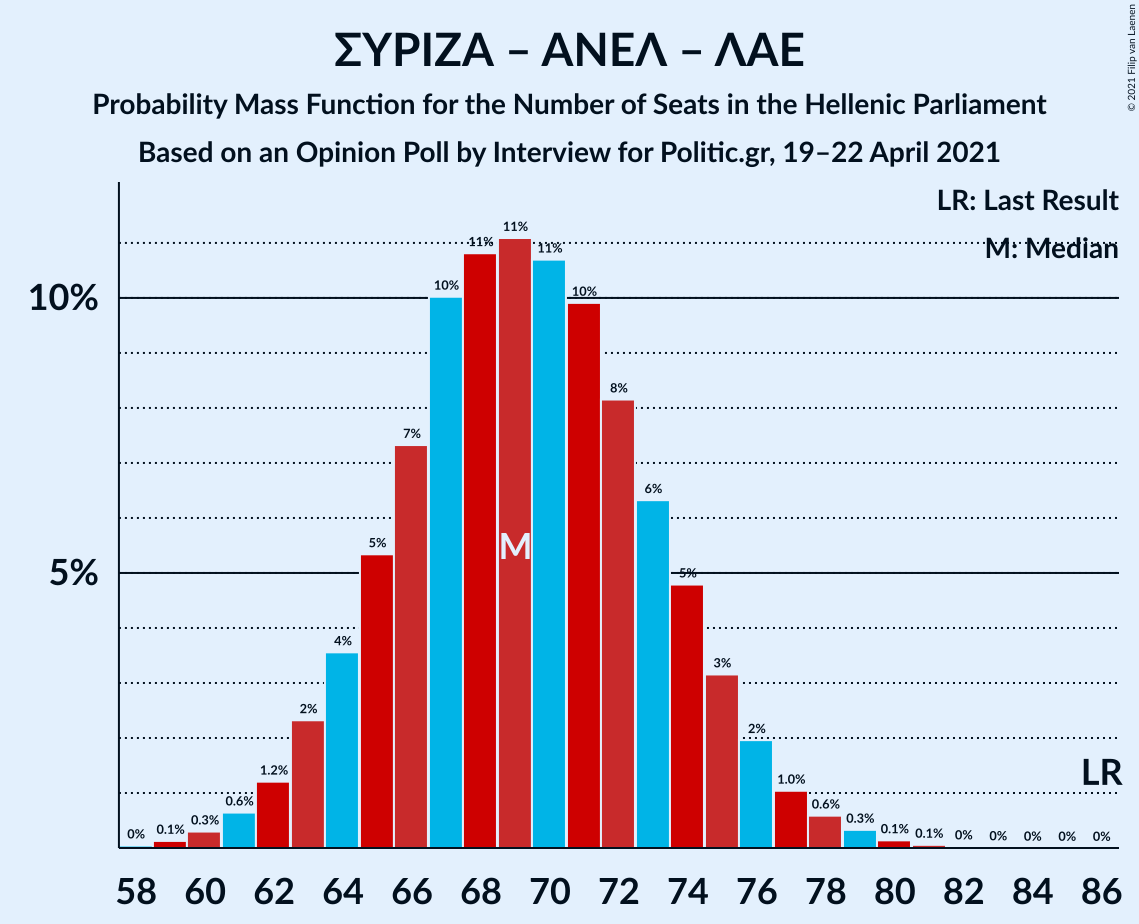 ΣΥΡΙΖΑ – ΑΝΕΛ – ΛΑΕ
Probability Mass Function for the Number of Seats in the Hellenic Parliament
Based on an Opinion Poll by Interview for Politic.gr, 19–22 April 2021
© 2021 Filip van Laenen
LR: Last Result
M: Median
10%
5%
0% 0.1% 0.3% 0.6% 1.2% 2% 4% 5% 7% 10% 11% 11% 11% 10% 8% 6% 5% 3% 2% 1.0% 0.6% 0.3% 0.1% 0.1% 0% 0% 0% 0% 0%
M
LR
58 60 62 64 66 68 70 72 74 76 78 80 82 84 86